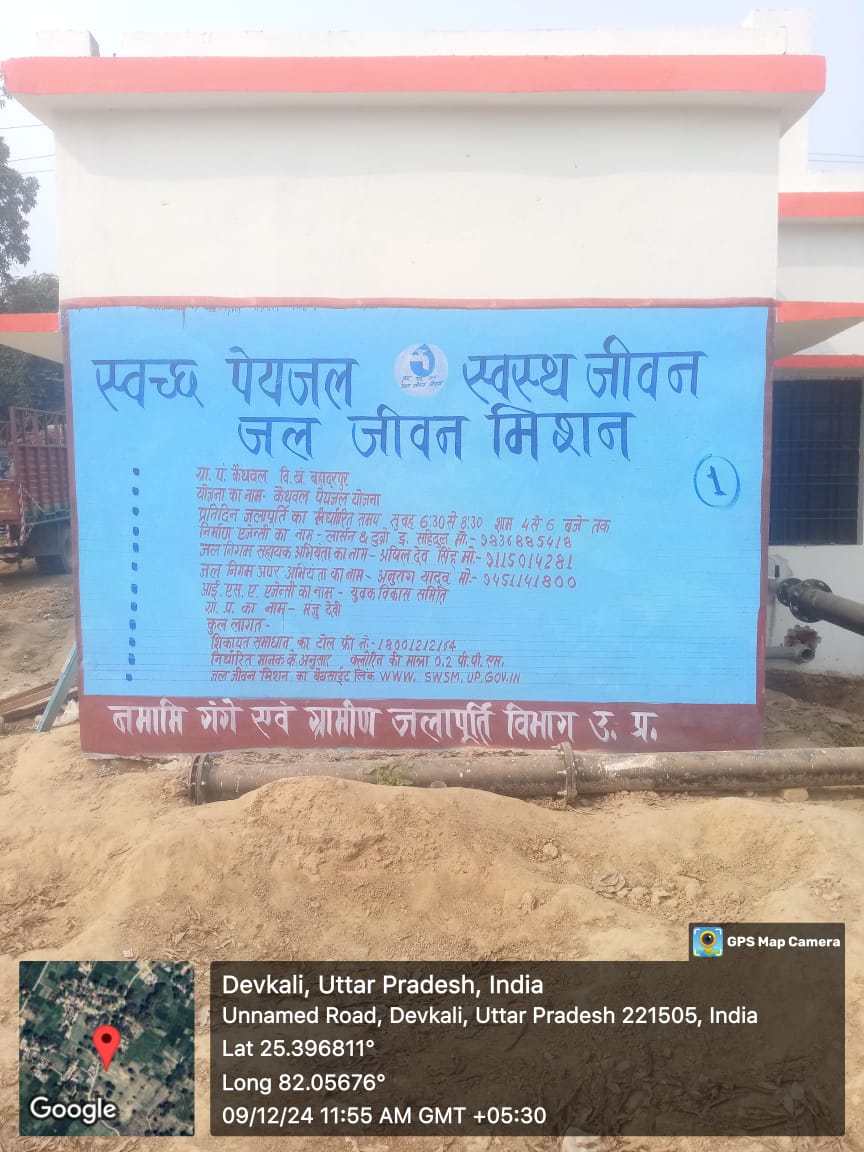 स्वच्छ पेयजल स्वस्थ जीवन
जल जीवन मिशन
1
ग्रा. पं. कैथवल वि.खं. बहादरपुर
योजना का नाम- कैथवल पेयजल योजना
प्रतिदिन जलापूर्ति का निर्धारित समय सुबह 6:30 से 8:30 शाम 4 से 6 बजे तक
निर्माण एजेन्सी का नाम - लार्सन & टुब्रो इ. सहिदुल मो:- 9836885918
जल निगम सहायक अभियंता का नाम - अखिल देव सिंह मो:- 9115014281
जल निगम अपर अभियंता का नाम- अनुराग यादव मो:- 9451141800
आई. एस. ए. एजेन्सी का नाम - युवक विकास समिति
ग्रा. प्र. का नाम- मंजु देवी
कुल लागत -
शिकायत समाधान का टोल फ्री नं:- 18001212164
निर्धारित मानक के अनुसार क्लोरिन की मात्रा 0.2 पी. पी. एम.
जल जीवन मिशन का वेबसाईट लिंक WWW. SWSM. UP. GOV.IN
नमामि गंगे एवं ग्रामीण जलापूर्ति विभाग उ. प्र.
GPS Map Camera
Devkali, Uttar Pradesh, India
Unnamed Road, Devkali, Uttar Pradesh 221505, India
Lat 25.396811°
Long 82.05676°
09/12/24 11:55 AM GMT +05:30
Google